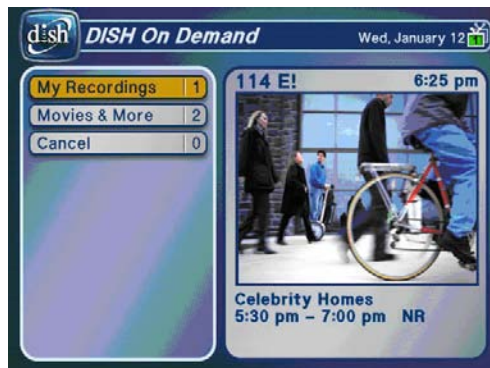 dish
DISH On Demand
Wed, January 12
1
My Recordings 1
Movies & More 2
Cancel 0
114 E!
6:25 pm
Celebrity Homes
5:30 pm – 7:00 pm NR